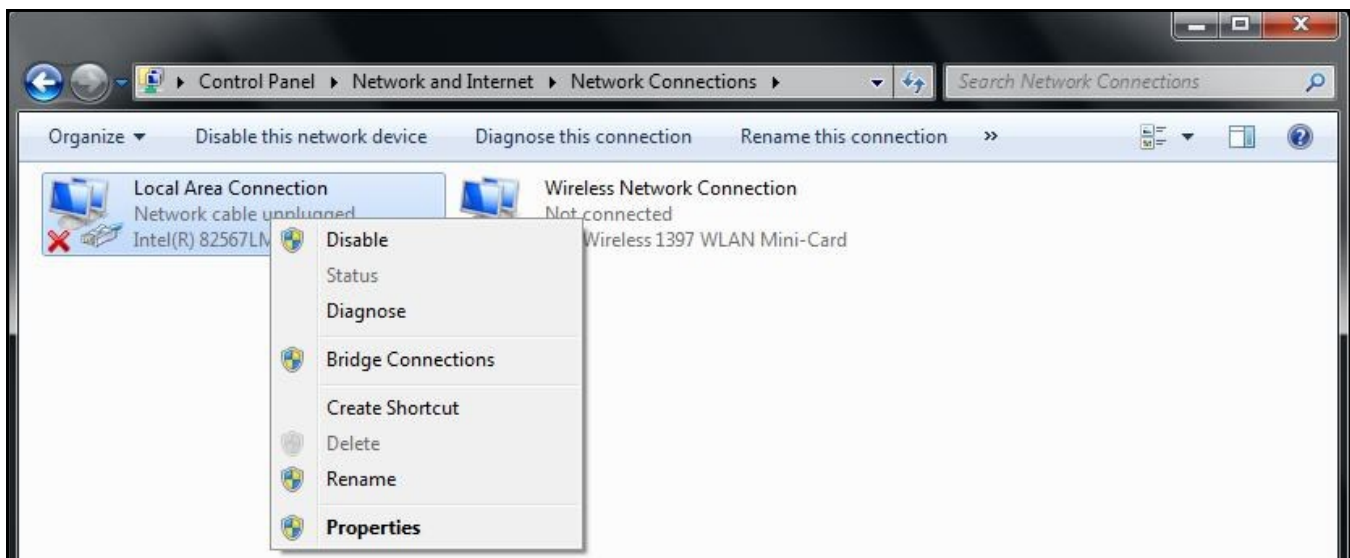 Control Panel ▸ Network and Internet ▸ Network Connections ▸
Search Network Connections
Organize Disable this network device Diagnose this connection Rename this connection »
Local Area Connection
Network cable unplugged
Intel(R) 82567LM
Wireless Network Connection
Not connected
Wireless 1397 WLAN Mini-Card
Disable
Status
Diagnose
Bridge Connections
Create Shortcut
Delete
Rename
Properties